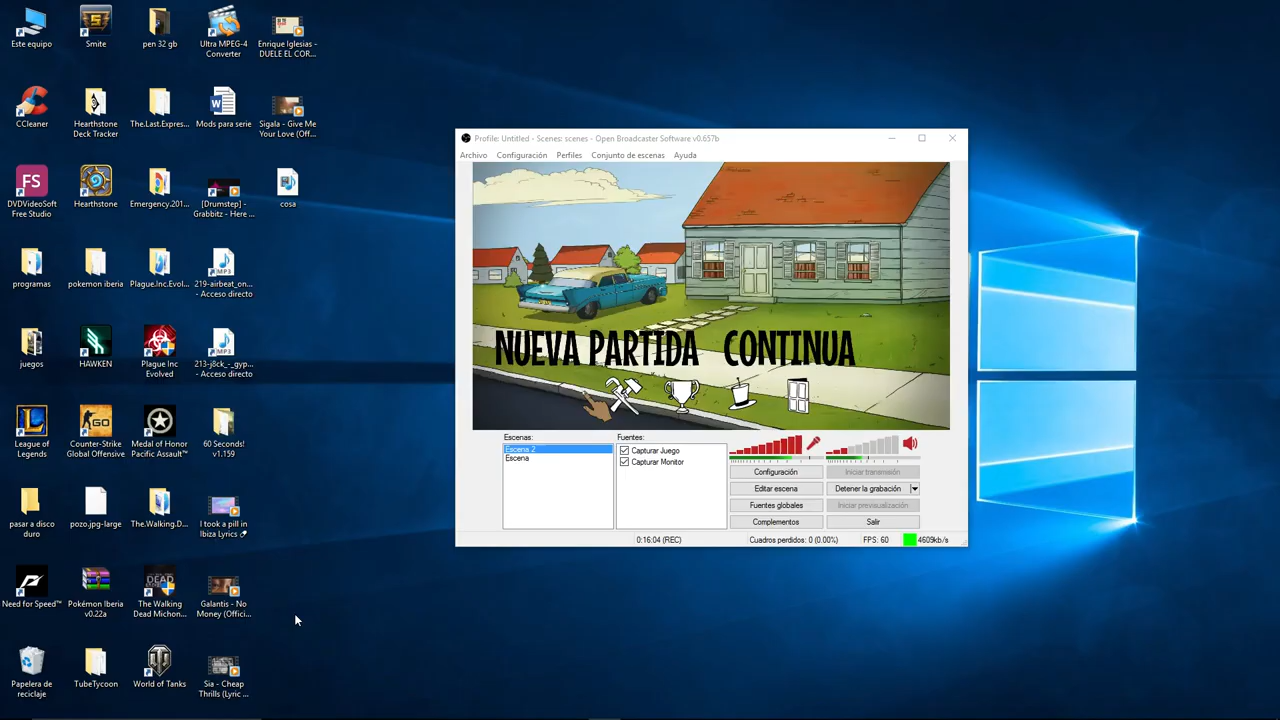 Este equipo
Smite
pen 32 gb
Ultra MPEG-4
Converter
Enrique Iglesias -
DUELE EL COR...
CCleaner
Hearthstone
Deck Tracker
The.Last.Expres...
Mods para serie
Sigala - Give Me
Your Love (Off...
FS
DVDVideoSoft
Free Studio
Hearthstone
Emergency.201...
[Drumstep] -
Grabbitz - Here ...
cosa
programas
pokemon iberia
Plague.Inc.Evol...
MP3
219-airbeat_on...
- Acceso directo
juegos
HAWKEN
Plague Inc
Evolved
MP3
213-j8ck_-_gyp...
- Acceso directo
League of
Legends
CS GO
Counter-Strike
Global Offensive
Medal of Honor
Pacific Assault™
60 Seconds!
v1.159
pasar a disco
duro
pozo.jpg-large
The.Walking.D...
I took a pill in
Ibiza Lyrics
Need for Speed™
Pokémon Iberia
v0.22a
DEAD
The Walking
Dead Michon...
Galantis - No
Money (Offici...
Papelera de
reciclaje
TubeTycoon
World of Tanks
Sia - Cheap
Thrills (Lyric ...
Profile: Untitled - Scenes: scenes - Open Broadcaster Software v0.657b
Archivo Configuración Perfiles Conjunto de escenas Ayuda
NUEVA PARTIDA CONTINUA
Escenas:
Escena 2
Escena
Fuentes:
Capturar Juego
Capturar Monitor
Configuración Iniciar transmisión
Editar escena Detener la grabación
Fuentes globales Iniciar previsualización
Complementos Salir
0:16:04 (REC) Cuadros perdidos: 0 (0.00%) FPS: 60 4609kb/s